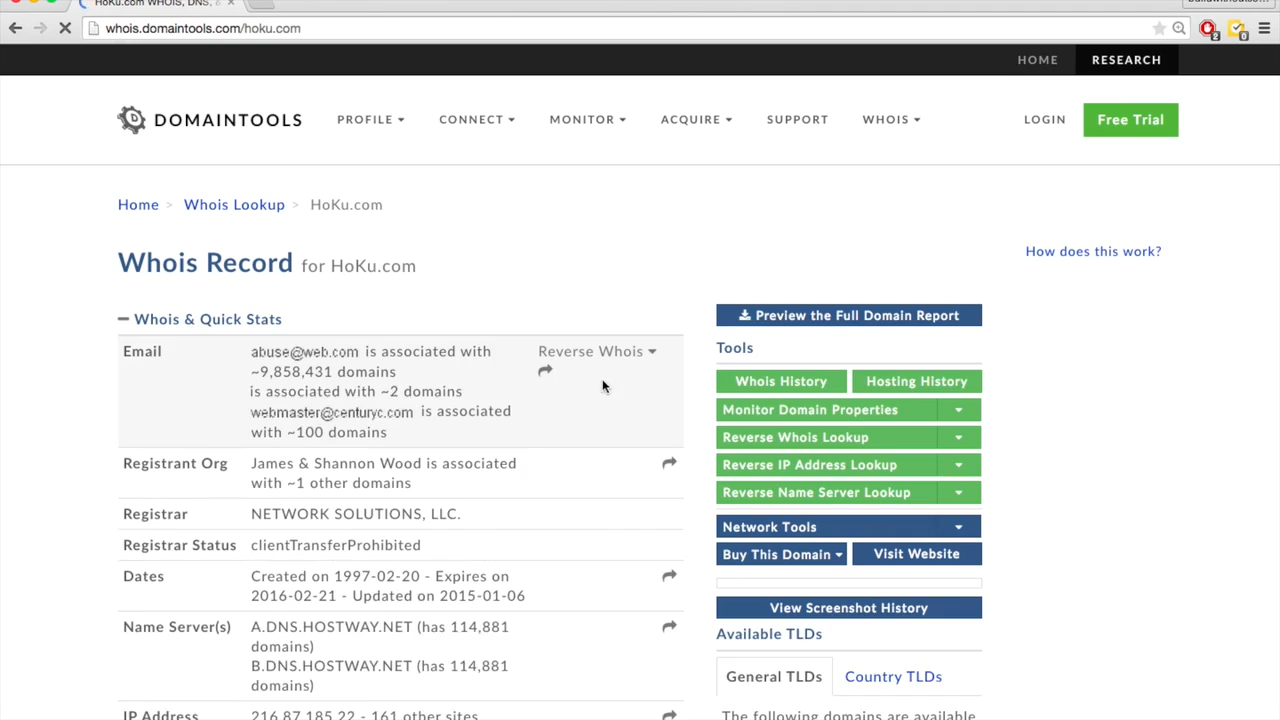 HoKu.com WHOIS, DNS,
whois.domaintools.com/hoku.com
2
0
HOME
RESEARCH
DOMAINTOOLS
PROFILE
CONNECT
MONITOR
ACQUIRE
SUPPORT
WHOIS
LOGIN
Free Trial
Home > Whois Lookup > HoKu.com
Whois Record for HoKu.com
How does this work?
Whois & Quick Stats
Email
abuse@web.com is associated with
~9,858,431 domains
is associated with ~2 domains
webmaster@centuryc.com is associated
with ~100 domains
Reverse Whois
Registrant Org
James & Shannon Wood is associated
with ~1 other domains
Registrar
NETWORK SOLUTIONS, LLC.
Registrar Status
clientTransferProhibited
Dates
Created on 1997-02-20 - Expires on
2016-02-21 - Updated on 2015-01-06
Name Server(s)
A.DNS.HOSTWAY.NET (has 114,881
domains)
B.DNS.HOSTWAY.NET (has 114,881
domains)
IP Address
216.87.185.22 - 161 other sites
Preview the Full Domain Report
Tools
Whois History
Hosting History
Monitor Domain Properties
Reverse Whois Lookup
Reverse IP Address Lookup
Reverse Name Server Lookup
Network Tools
Buy This Domain
Visit Website
View Screenshot History
Available TLDs
General TLDs
Country TLDs
The following domains are available